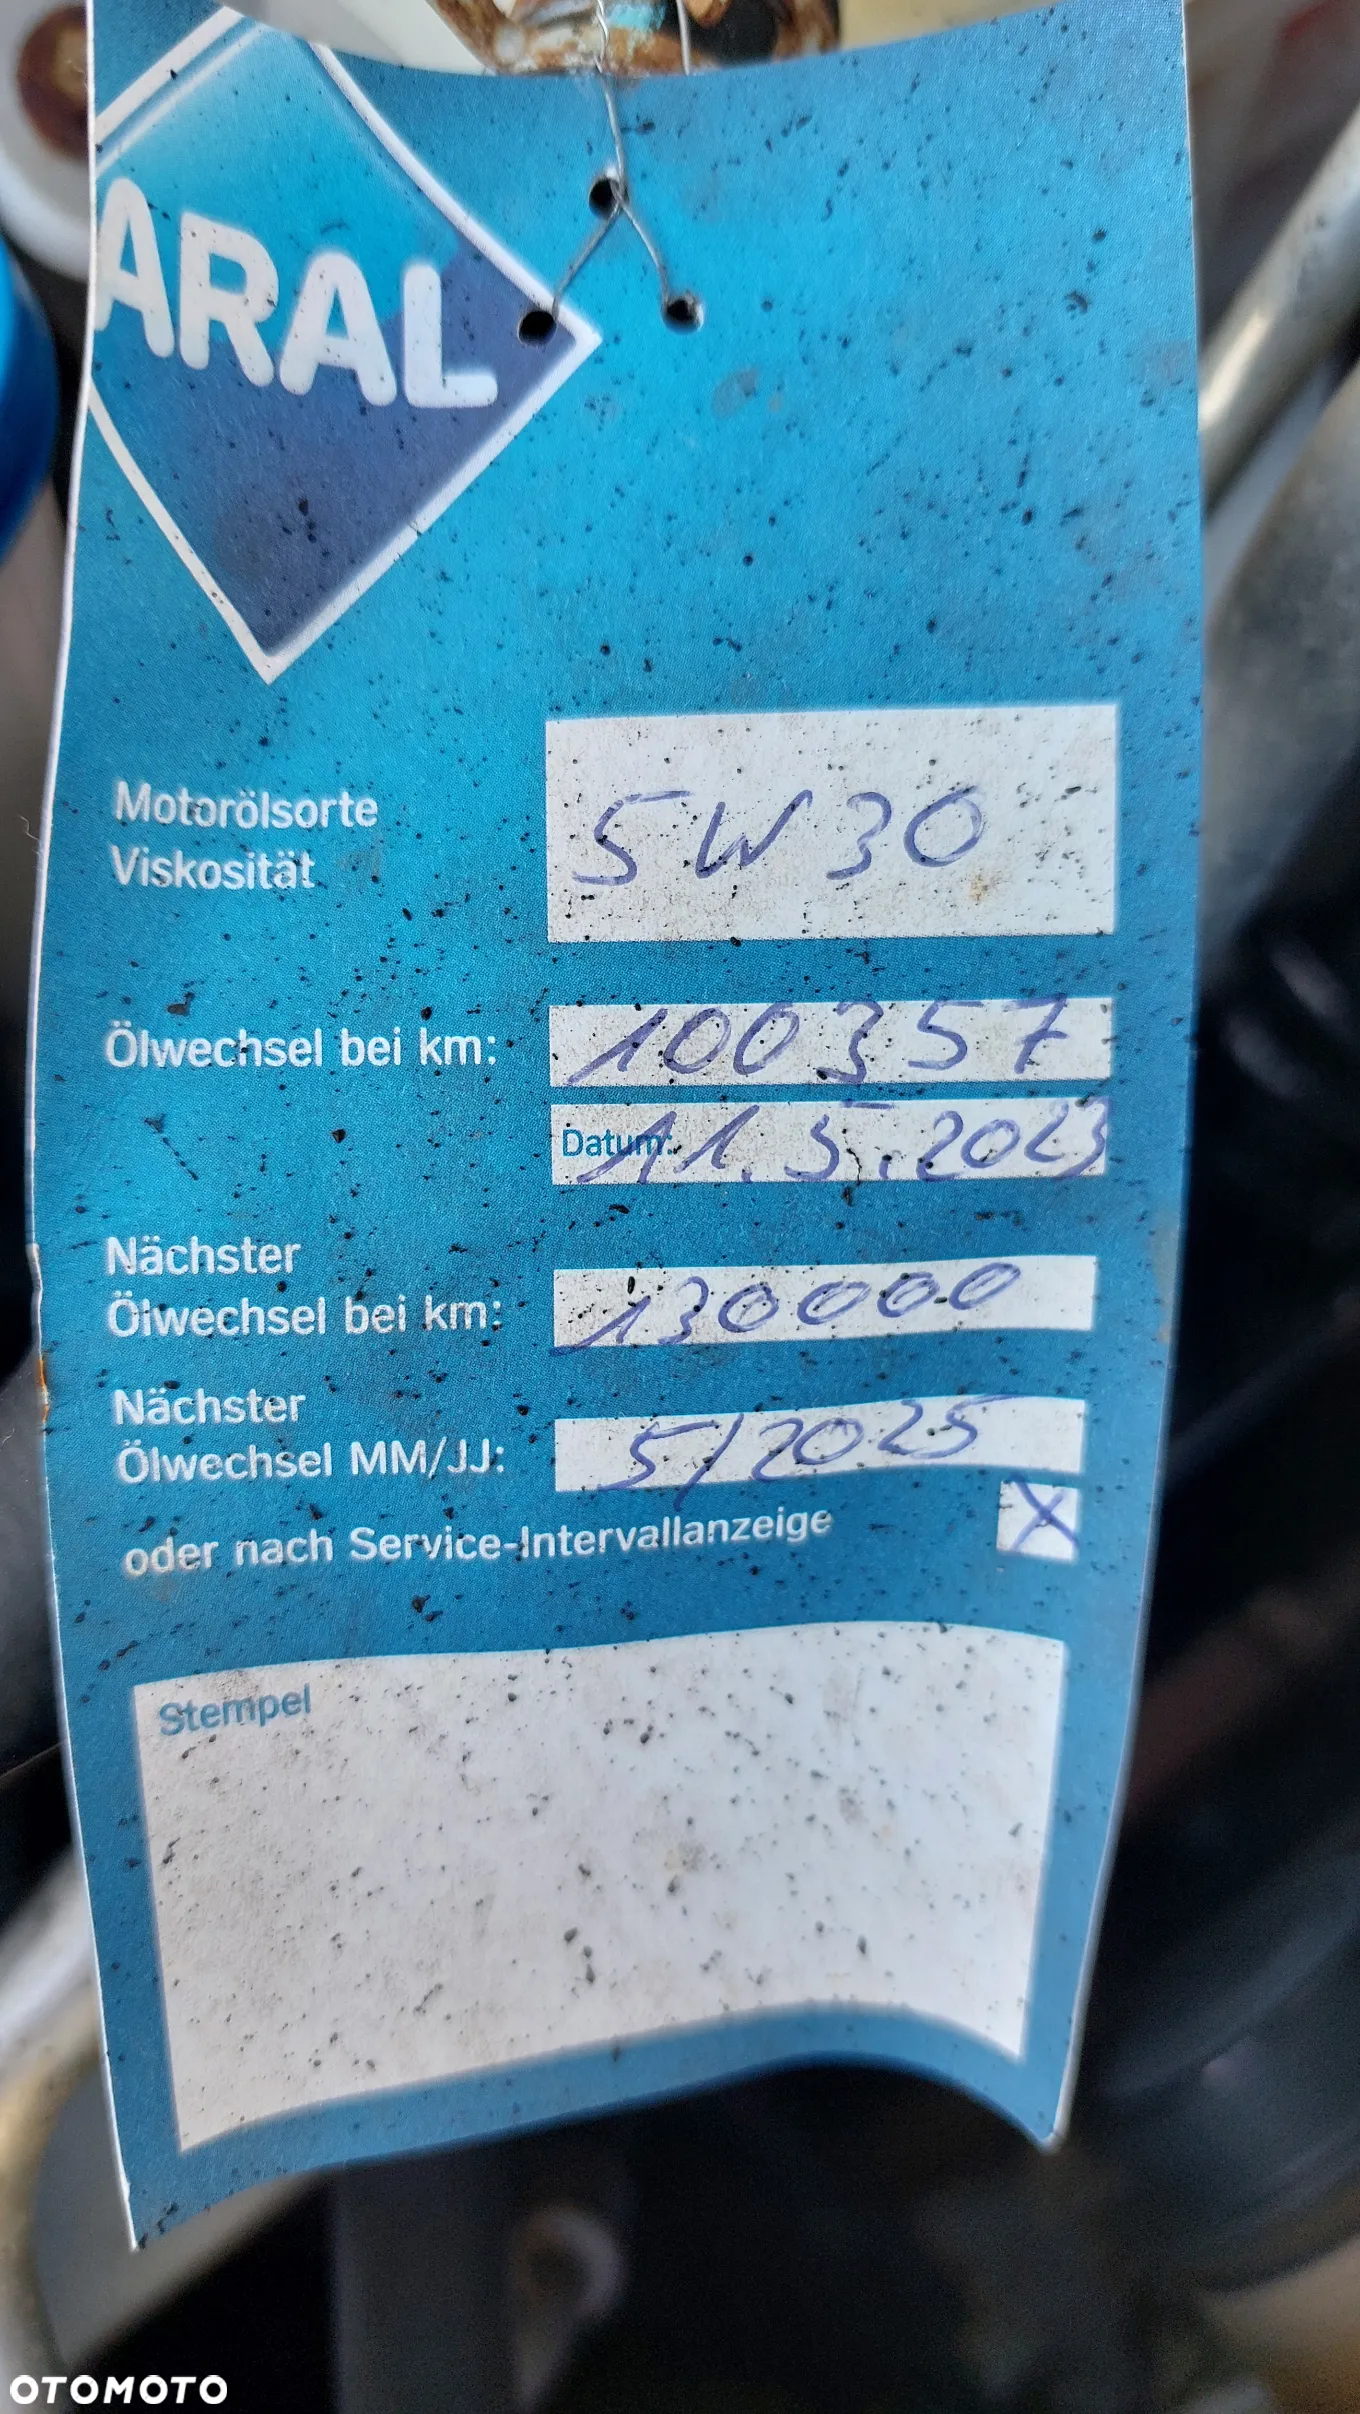 ARAL
Motorölsorte
Viskosität
5W30
Ölwechsel bei km: 100357
Datum: 11.5.2023
Nächster
Ölwechsel bei km: 130000
Nächster
Ölwechsel MM/JJ: 5/2025
oder nach Service-Intervallanzeige X
Stempel
OTOMOTO